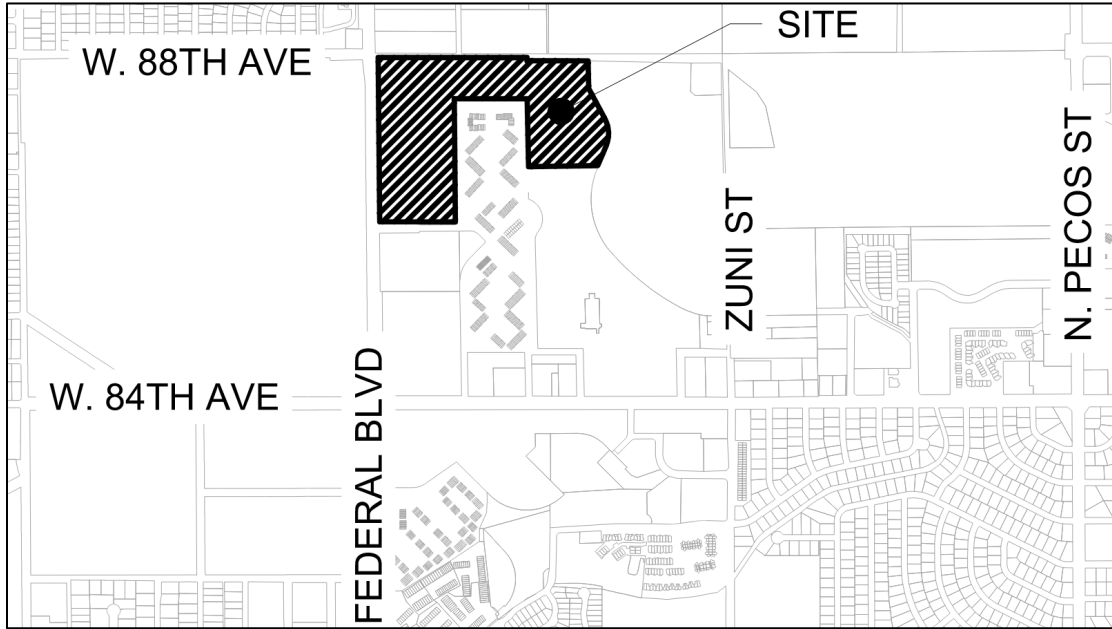 SITE
W. 88TH AVE
N. PECOS ST
ZUNI ST
W. 84TH AVE
FEDERAL BLVD